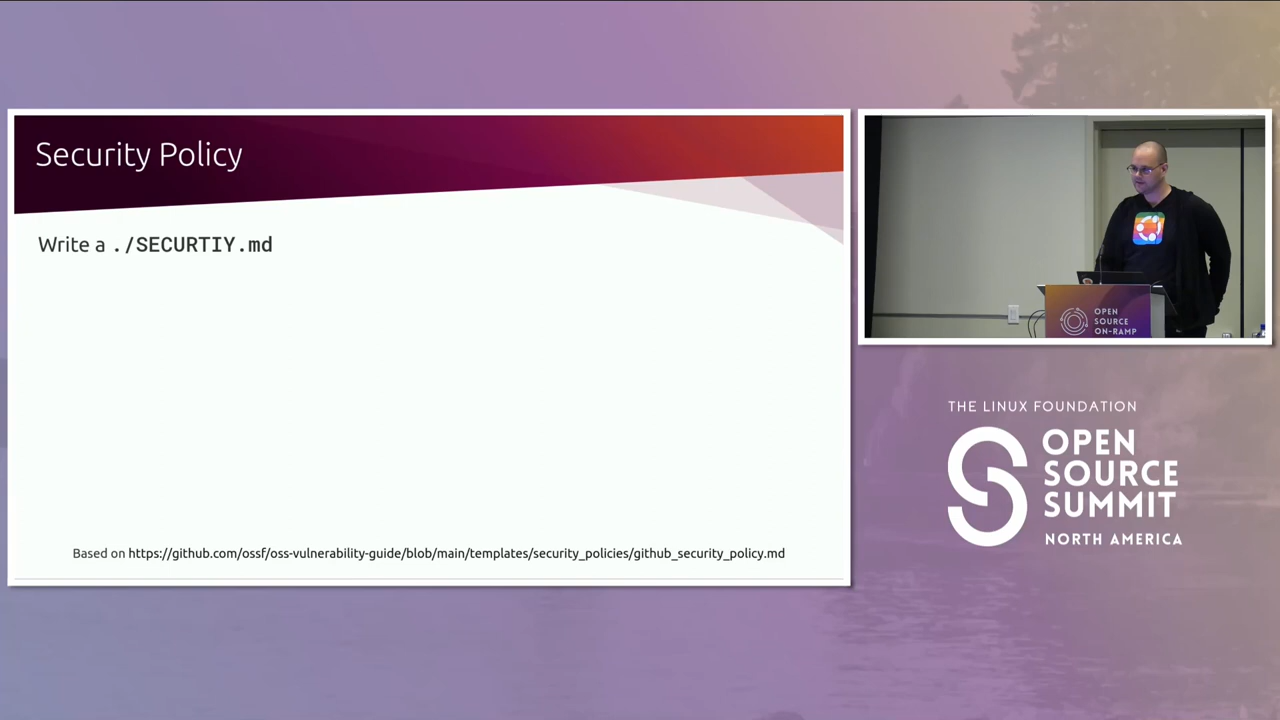 Security Policy
Write a ./SECURTIY.md
Based on https://github.com/ossf/oss-vulnerability-guide/blob/main/templates/security_policies/github_security_policy.md
OPEN
SOURCE
ON-RAMP
THE LINUX FOUNDATION
OPEN
SOURCE
SUMMIT
NORTH AMERICA